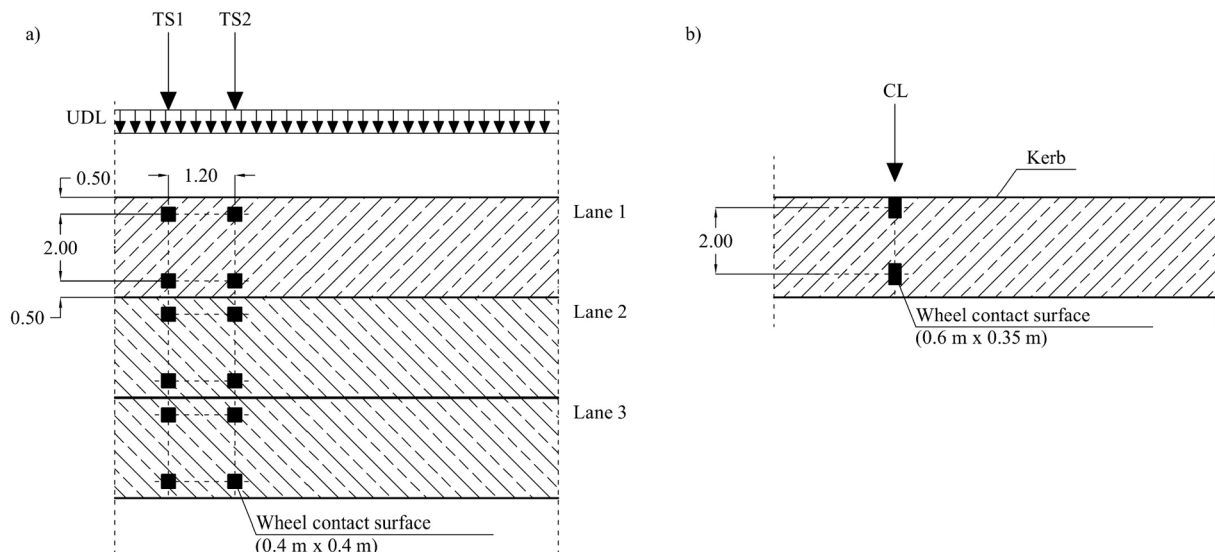 a)
TS1
TS2
UDL
0.50
1.20
Lane 1
2.00
0.50
Lane 2
Lane 3
Wheel contact surface
(0.4 m x 0.4 m)
b)
CL
Kerb
2.00
Wheel contact surface
(0.6 m x 0.35 m)